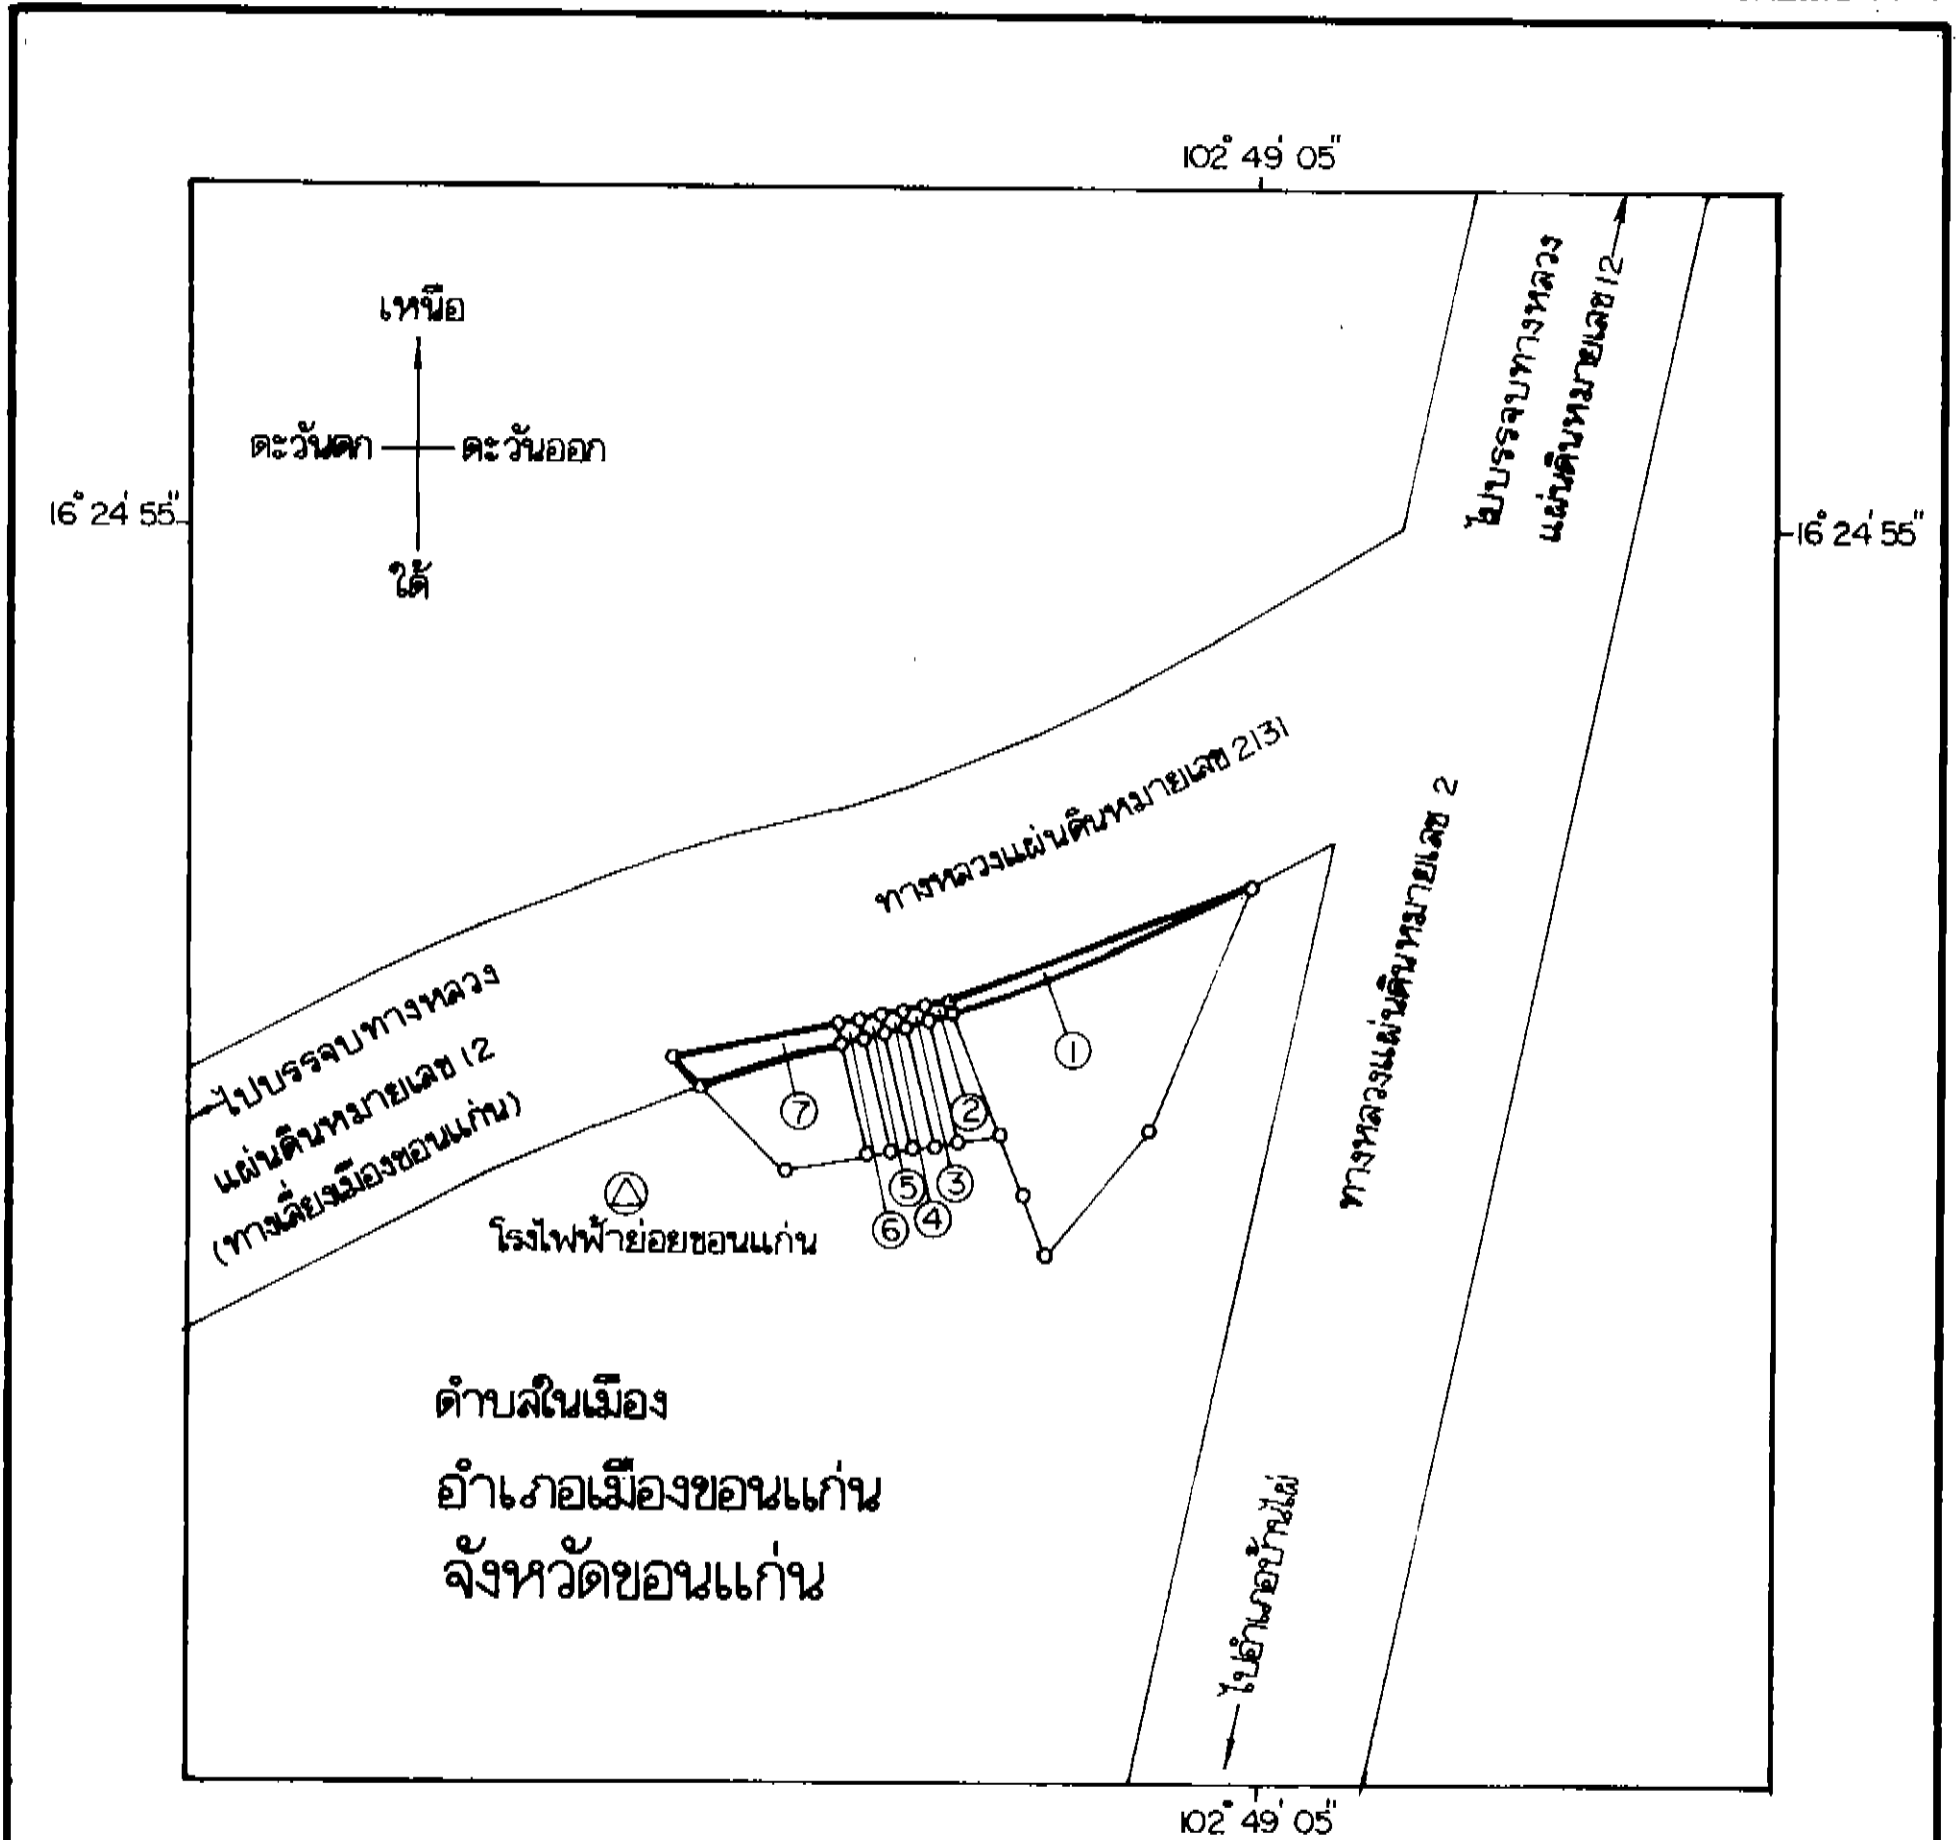 102° 49' 05"
เหนือ
ตะวันตก
ตะวันออก
ใต้
16° 24' 55"
16° 24' 55"
ไปบรรจบทางหลวง
แผ่นดินหมายเลข 12
ทางหลวงแผ่นดินหมายเลข 2131
ทางหลวงแผ่นดินหมายเลข 2
ไปบรรจบทางหลวง
แผ่นดินหมายเลข 12
(ทางเลี่ยงเมืองขอนแก่น)
1
7
2
5
3
6
4
โรงไฟฟ้าย่อยขอนแก่น
ตำบลในเมือง
อำเภอเมืองขอนแก่น
จังหวัดขอนแก่น
ไปอำเภอบ้านไผ่
102° 49' 05"